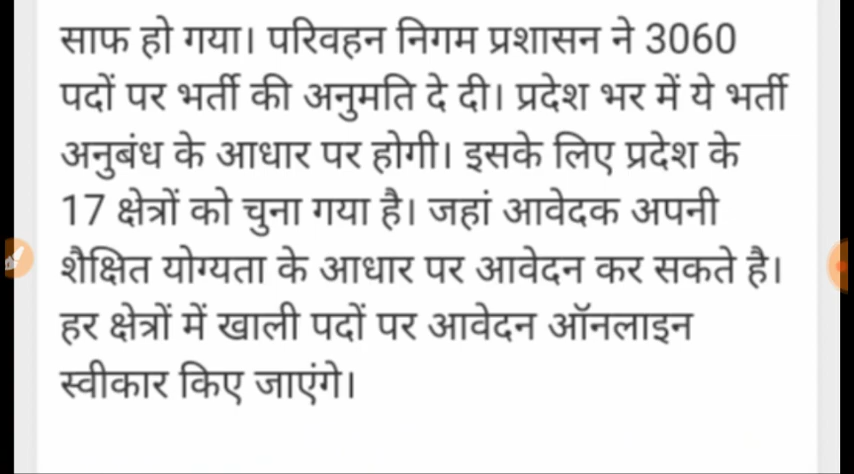 साफ हो गया। परिवहन निगम प्रशासन ने 3060
पदों पर भर्ती की अनुमति दे दी। प्रदेश भर में ये भर्ती
अनुबंध के आधार पर होगी। इसके लिए प्रदेश के
17 क्षेत्रों को चुना गया है। जहां आवेदक अपनी
शैक्षित योग्यता के आधार पर आवेदन कर सकते है।
हर क्षेत्रों में खाली पदों पर आवेदन ऑनलाइन
स्वीकार किए जाएंगे।